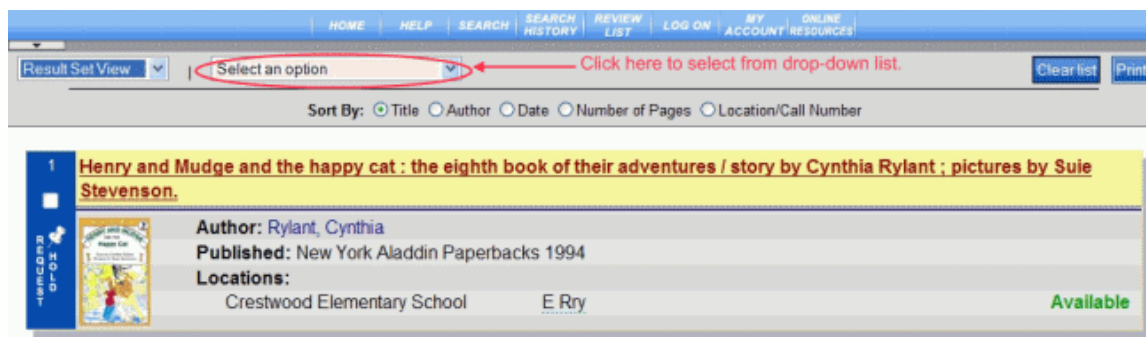 HOME HELP SEARCH SEARCH HISTORY REVIEW LIST LOG ON MY ACCOUNT ONLINE RESOURCES
Result Set View | Select an option Click here to select from drop-down list. Clear list Print
Sort By: Title Author Date Number of Pages Location/Call Number
1 Henry and Mudge and the happy cat : the eighth book of their adventures / story by Cynthia Rylant ; pictures by Suie
Stevenson.
REQUEST HOLD
Author: Rylant, Cynthia
Published: New York Aladdin Paperbacks 1994
Locations:
Crestwood Elementary School E Rry Available